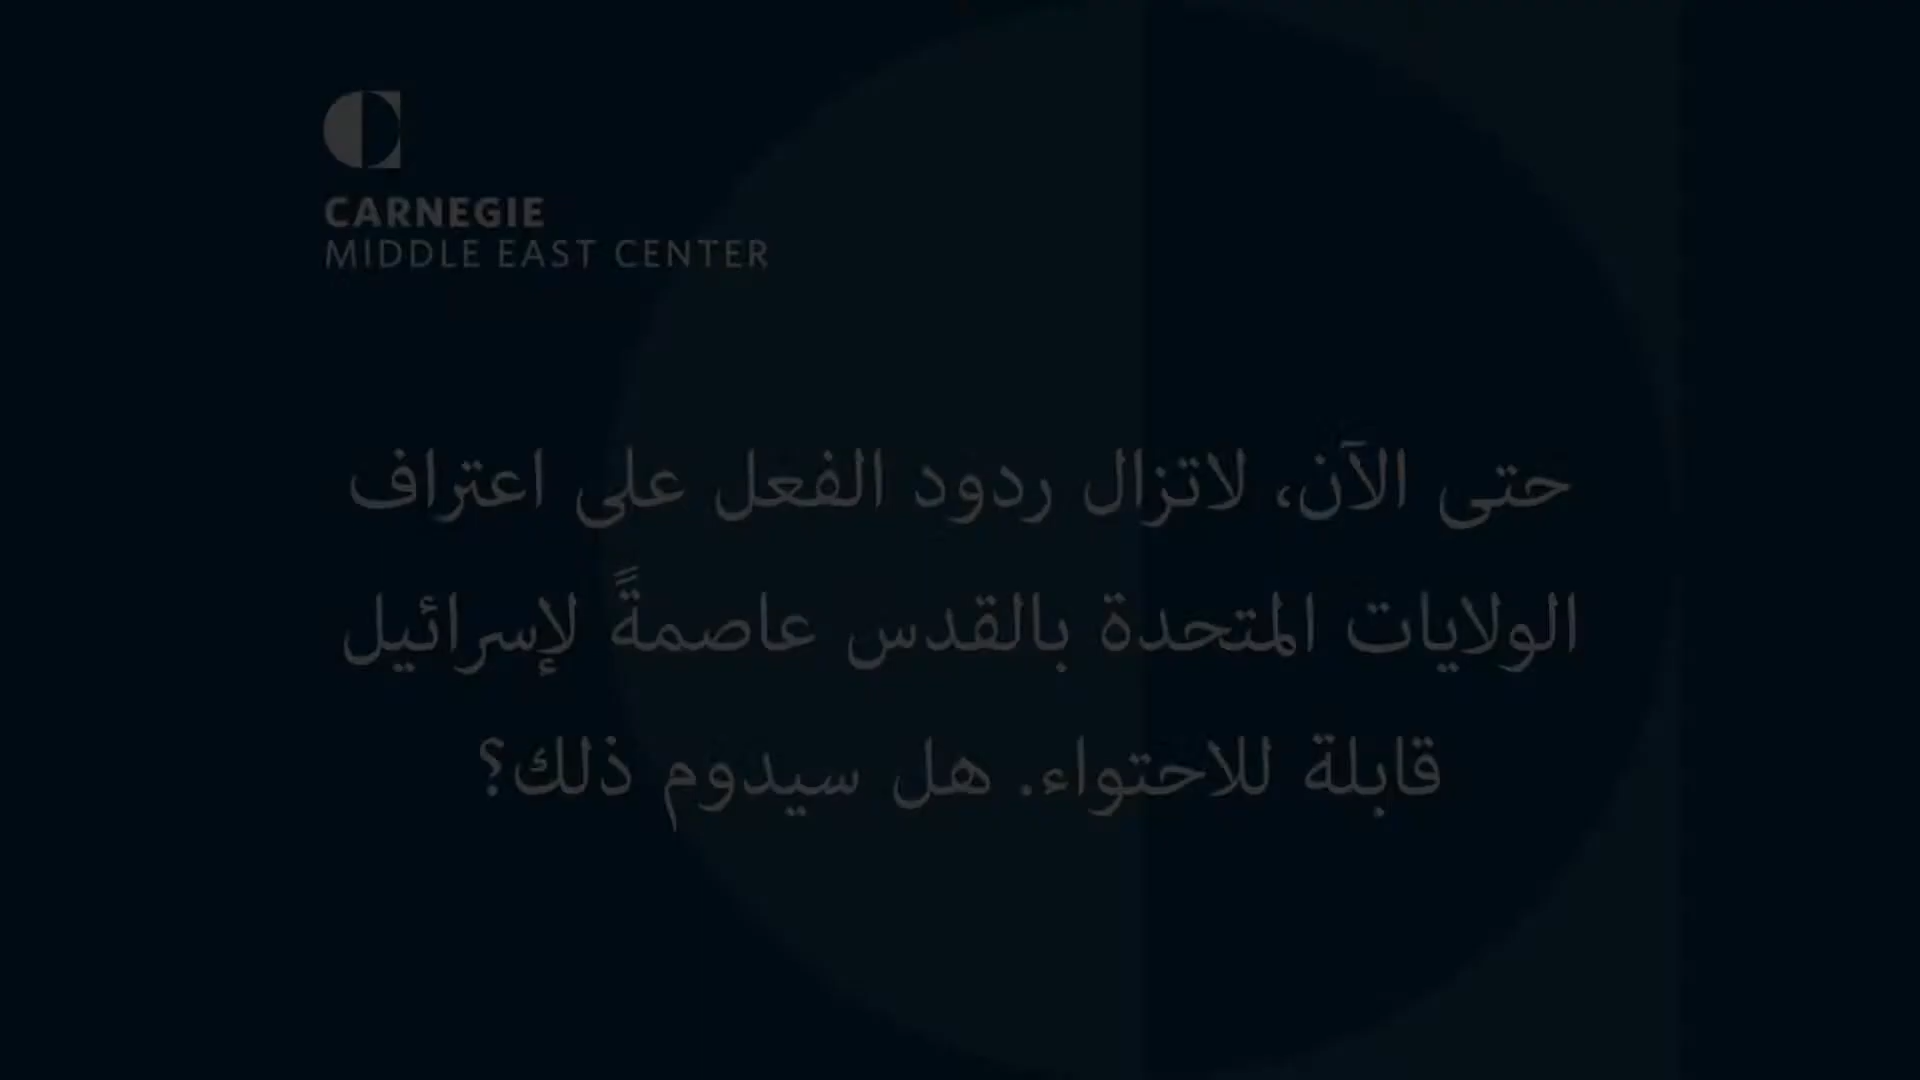 CARNEGIE
MIDDLE EAST CENTER
حتى الآن، لاتزال ردود الفعل على اعتراف
الولايات المتحدة بالقدس عاصمةً لإسرائيل
قابلة للاحتواء. هل سيدوم ذلك؟